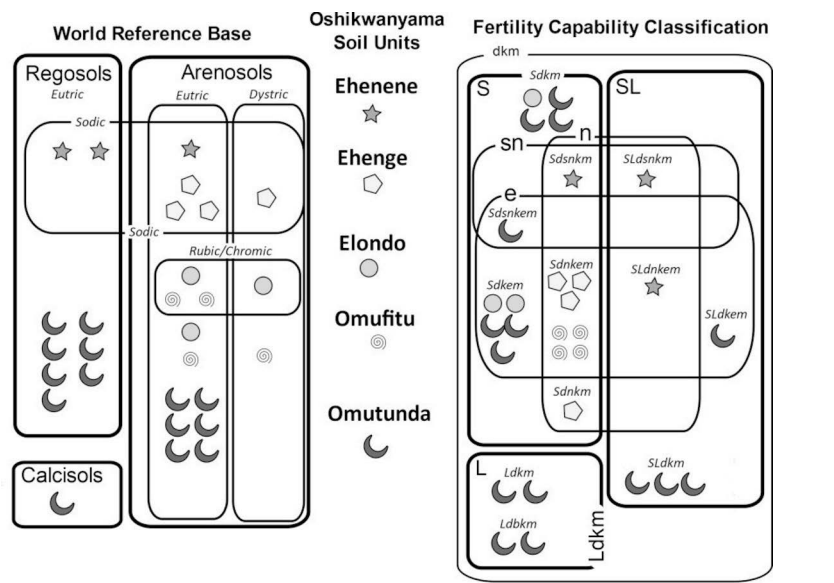 World Reference Base
Regosols
Eutric
Arenosols
Eutric
Dystric
Sodic
Sodic
Rubic/Chromic
Calcisols
Oshikwanyama
Soil Units
Ehenene
Ehenge
Elondo
Omufitu
Omutunda
Fertility Capability Classification
dkm
S
Sdkm
SL
n
sn
Sdsnkm
SLdsnkm
e
Sdsnkem
Sdnkem
SLdnkem
Sdkem
SLdkem
Sdnkm
L
Ldkm
SLdkm
Ldbkm
Ldkm